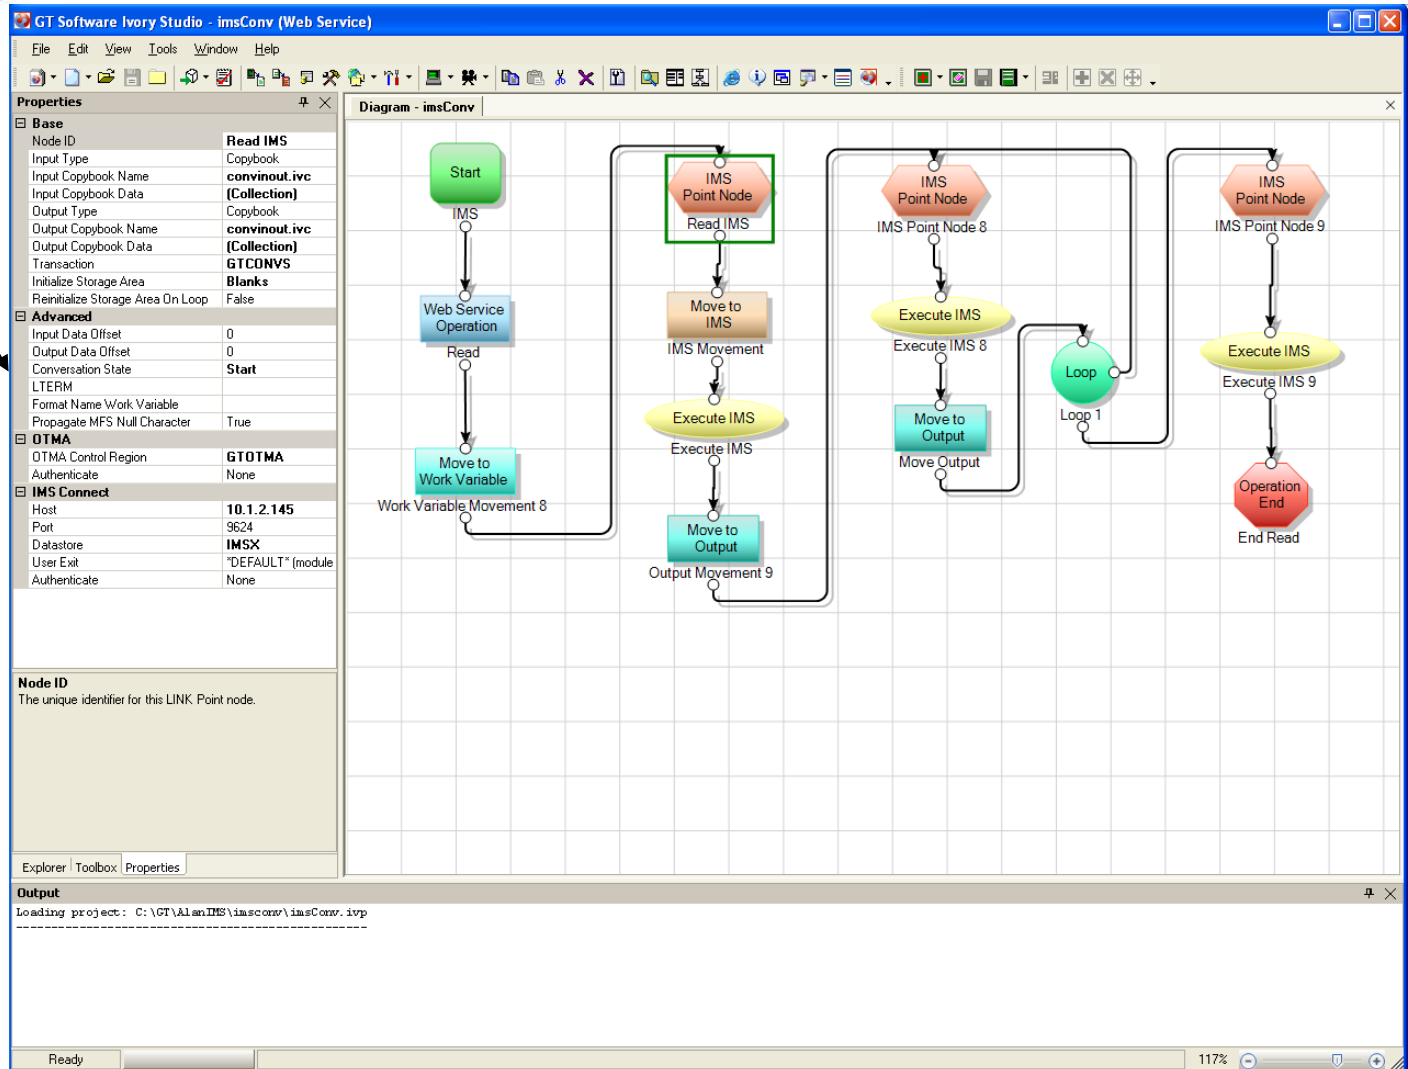 GT Software Ivory Studio - imsConv (Web Service)
File Edit View Tools Window Help
Properties
Base
Node ID Read IMS
Input Type Copybook
Input Copybook Name convinout.ivc
Input Copybook Data (Collection)
Output Type Copybook
Output Copybook Name convinout.ivc
Output Copybook Data (Collection)
Transaction GTCONVS
Initialize Storage Area Blanks
Reinitialize Storage Area On Loop False
Advanced
Input Data Offset 0
Output Data Offset 0
Conversation State Start
LTERM
Format Name Work Variable
Propagate MFS Null Character True
OTMA
OTMA Control Region GTOTMA
Authenticate None
IMS Connect
Host 10.1.2.145
Port 9624
Datastore IMSX
User Exit "DEFAULT" (module
Authenticate None
Node ID
The unique identifier for this LINK Point node.
Explorer Toolbox Properties
Diagram - imsConv
Start
IMS
Web Service
Operation
Read
Move to
Work Variable
Work Variable Movement 8
IMS
Point Node
Read IMS
Move to
IMS
IMS Movement
Execute IMS
Execute IMS
Move to
Output
Output Movement 9
IMS
Point Node
IMS Point Node 8
Execute IMS
Execute IMS 8
Move to
Output
Move Output
Loop
Loop 1
IMS
Point Node
IMS Point Node 9
Execute IMS
Execute IMS 9
Operation
End
End Read
Output
Loading project: C:\GT\AlanIMS\imsconv\imsConv.ivp
--------------------------------------------------
Ready
117%